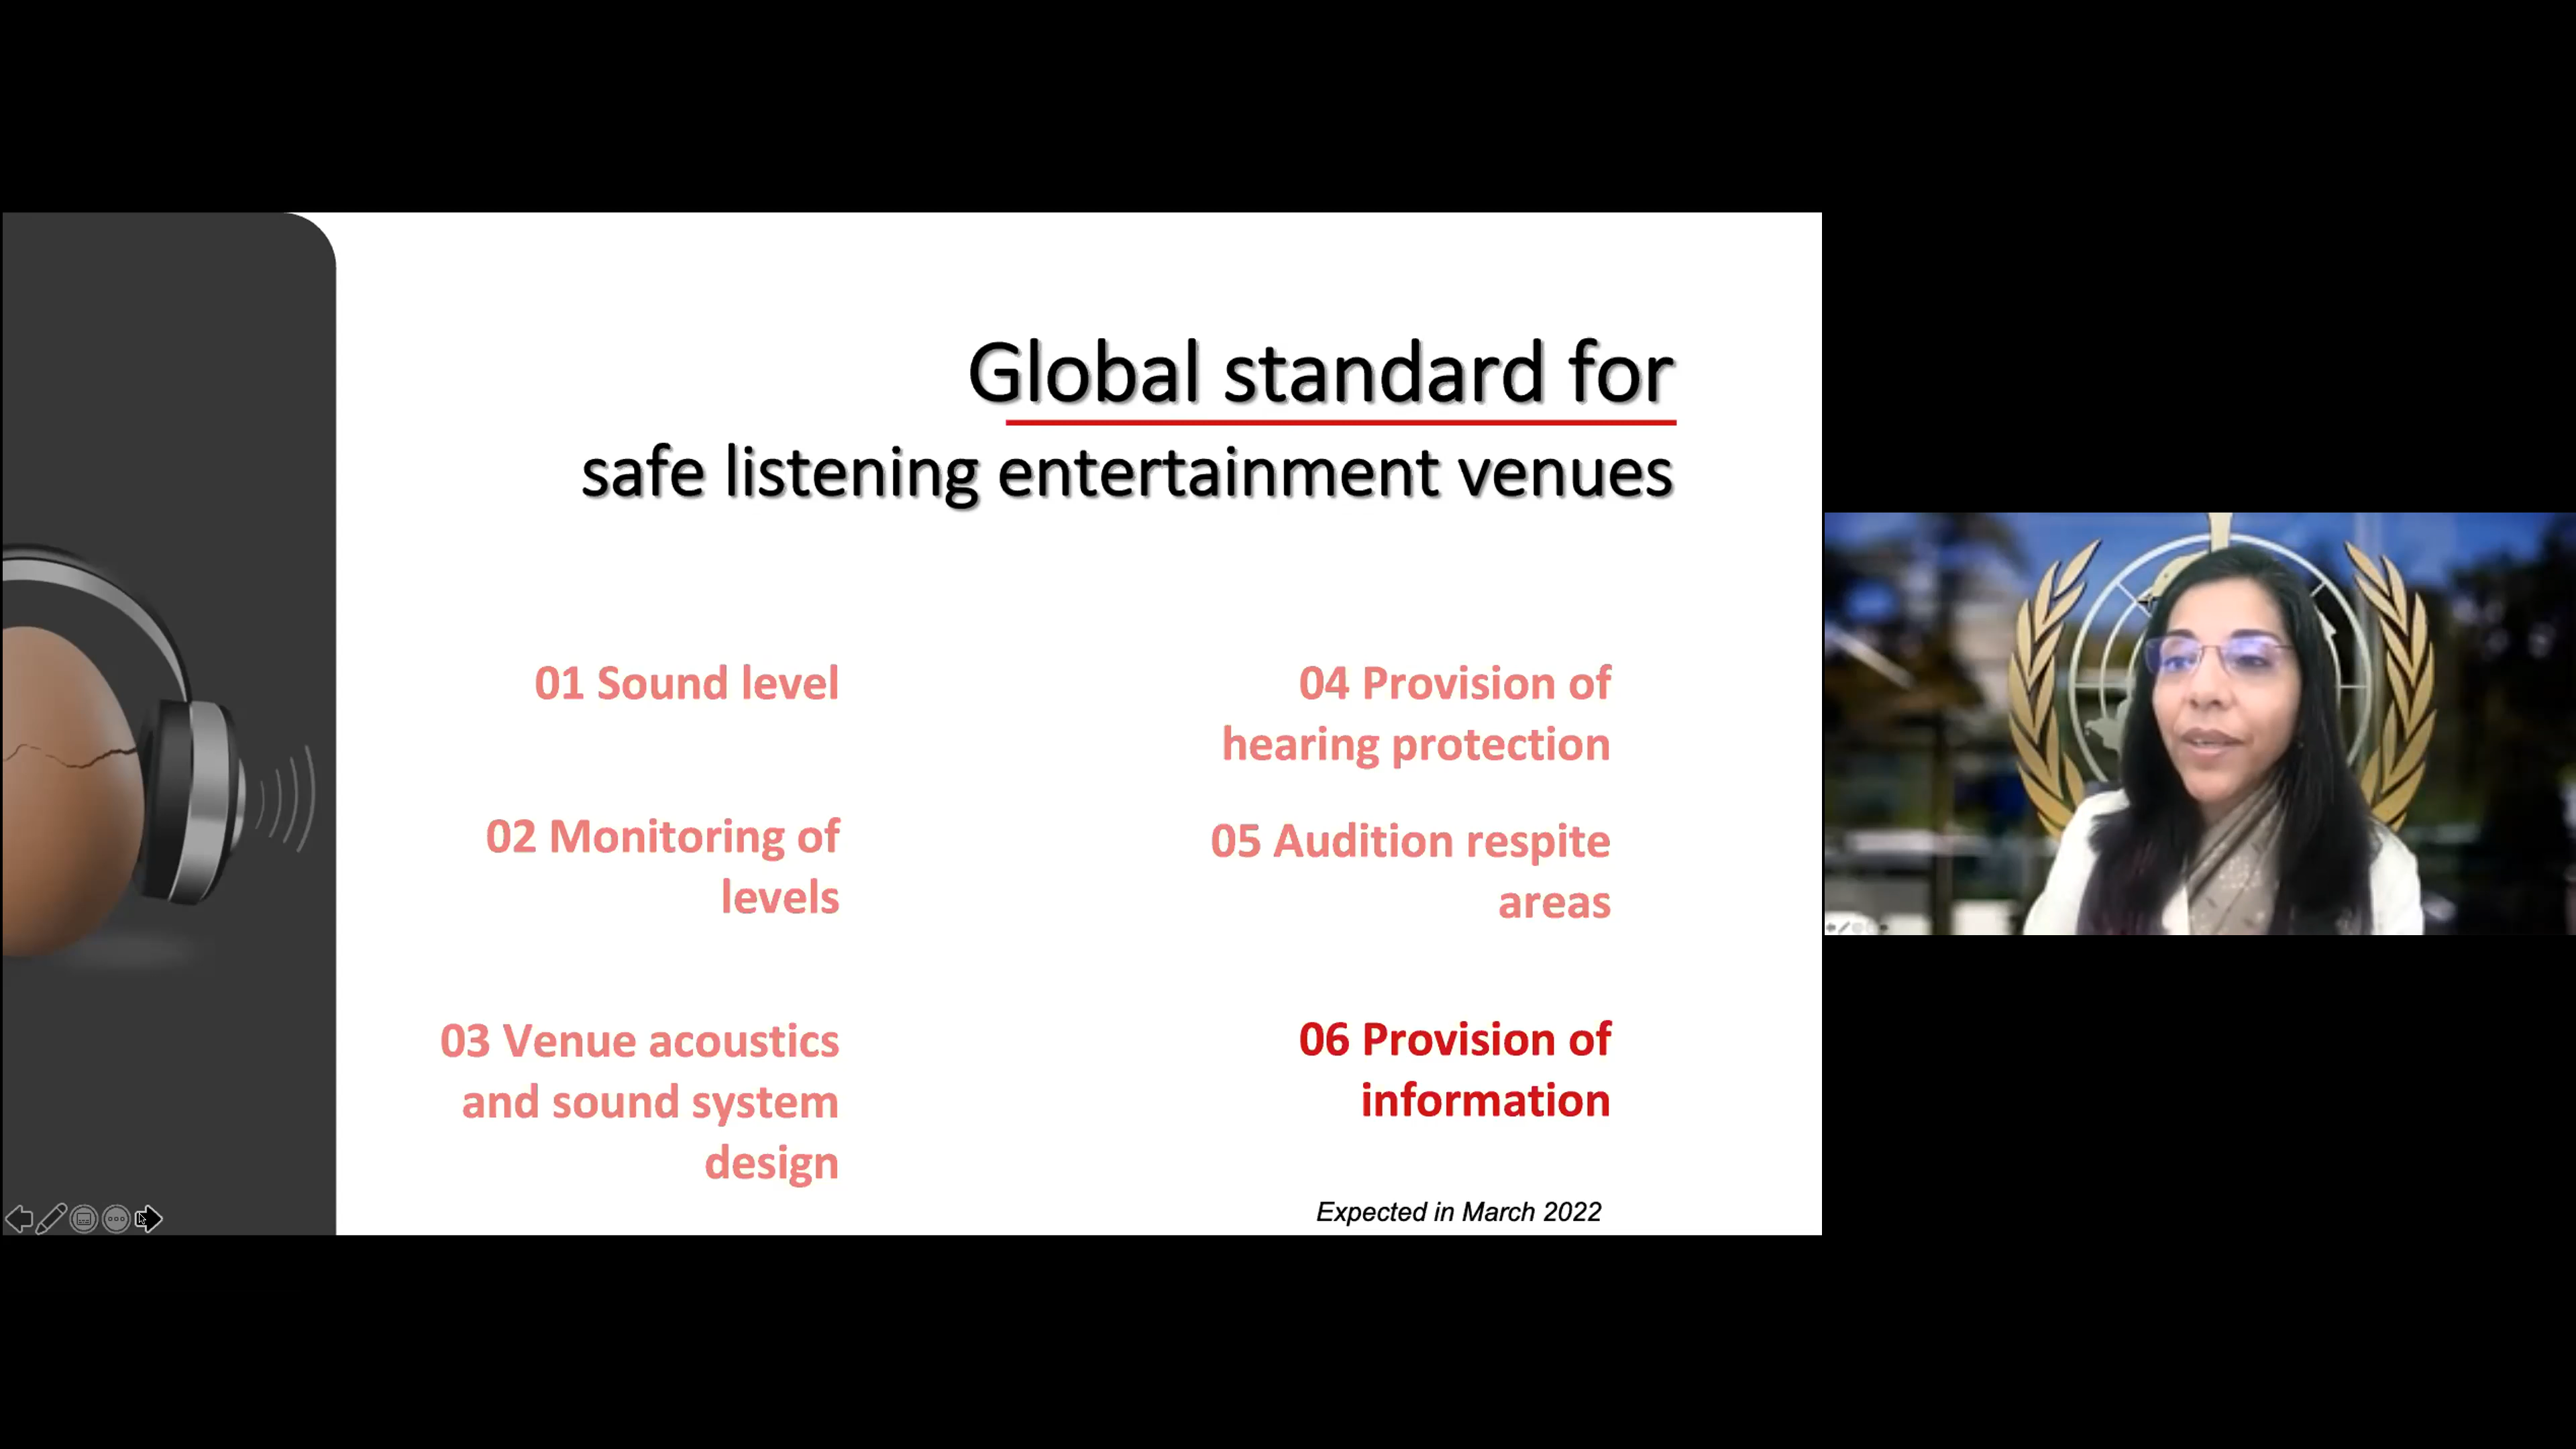 Global standard for
safe listening entertainment venues
01 Sound level
02 Monitoring of
levels
03 Venue acoustics
and sound system
design
04 Provision of
hearing protection
05 Audition respite
areas
06 Provision of
information
Expected in March 2022